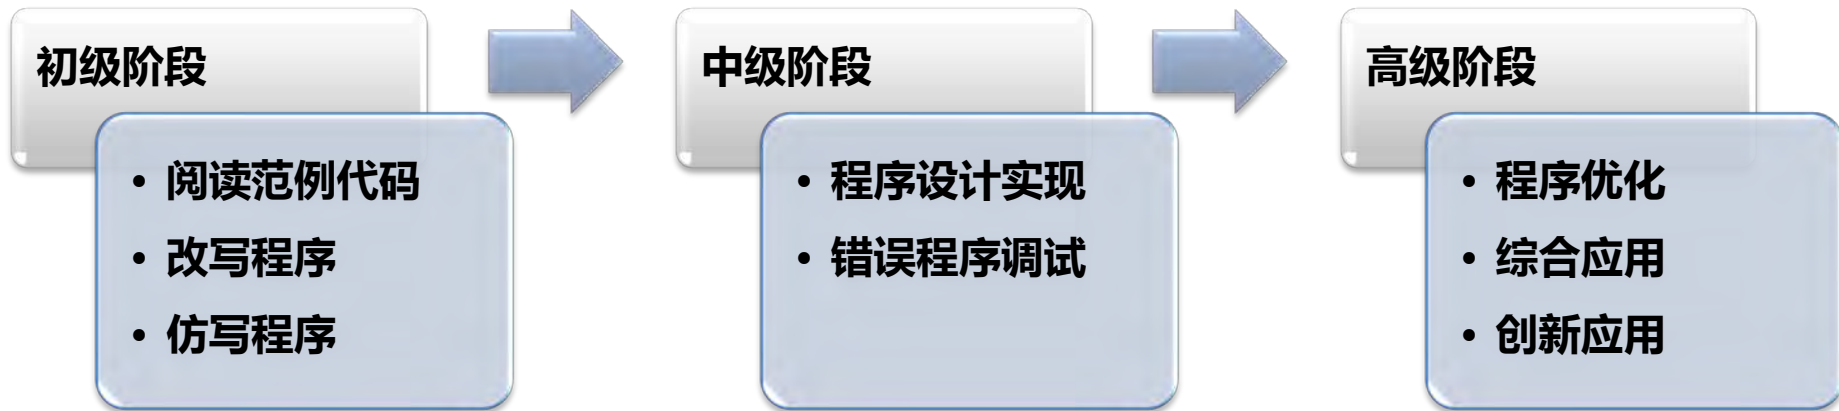 初级阶段
• 阅读范例代码
• 改写程序
• 仿写程序
中级阶段
• 程序设计实现
• 错误程序调试
高级阶段
• 程序优化
• 综合应用
• 创新应用